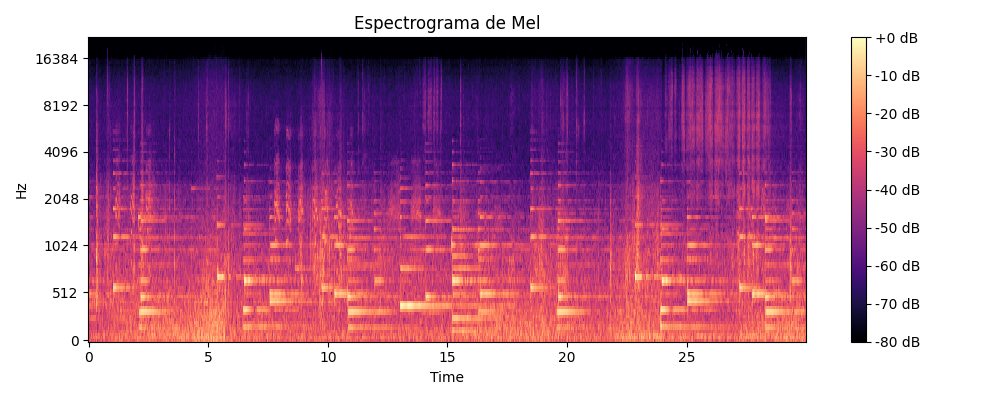 Espectrograma de Mel
Hz
16384
8192
4096
2048
1024
512
0
0 5 10 15 20 25
Time
+0 dB
-10 dB
-20 dB
-30 dB
-40 dB
-50 dB
-60 dB
-70 dB
-80 dB